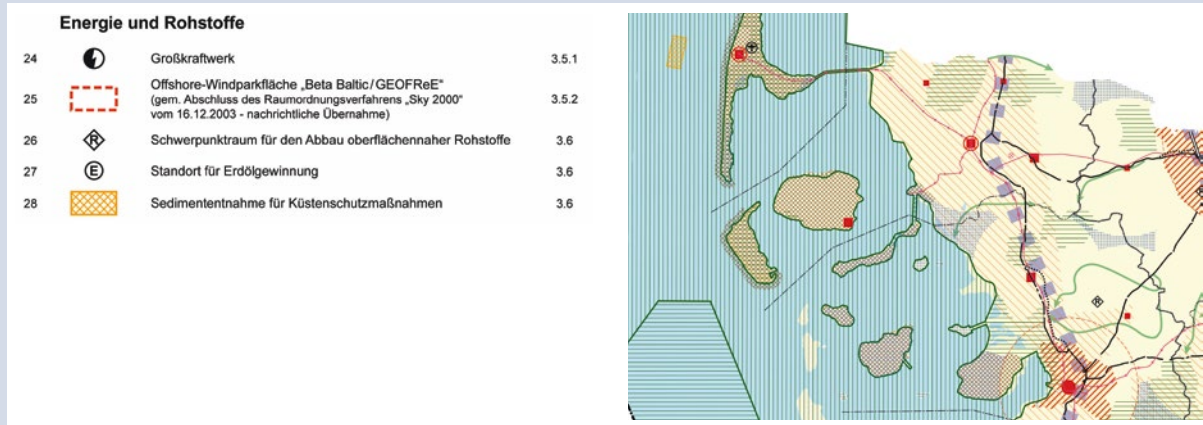 Energie und Rohstoffe
24 Großkraftwerk 3.5.1
25 Offshore-Windparkfläche „Beta Baltic/GEOFReE“ 3.5.2
(gem. Abschluss des Raumordnungsverfahrens „Sky 2000“
vom 16.12.2003 - nachrichtliche Übernahme)
26 R Schwerpunktraum für den Abbau oberflächennaher Rohstoffe 3.6
27 E Standort für Erdölgewinnung 3.6
28 Sedimententnahme für Küstenschutzmaßnahmen 3.6
R